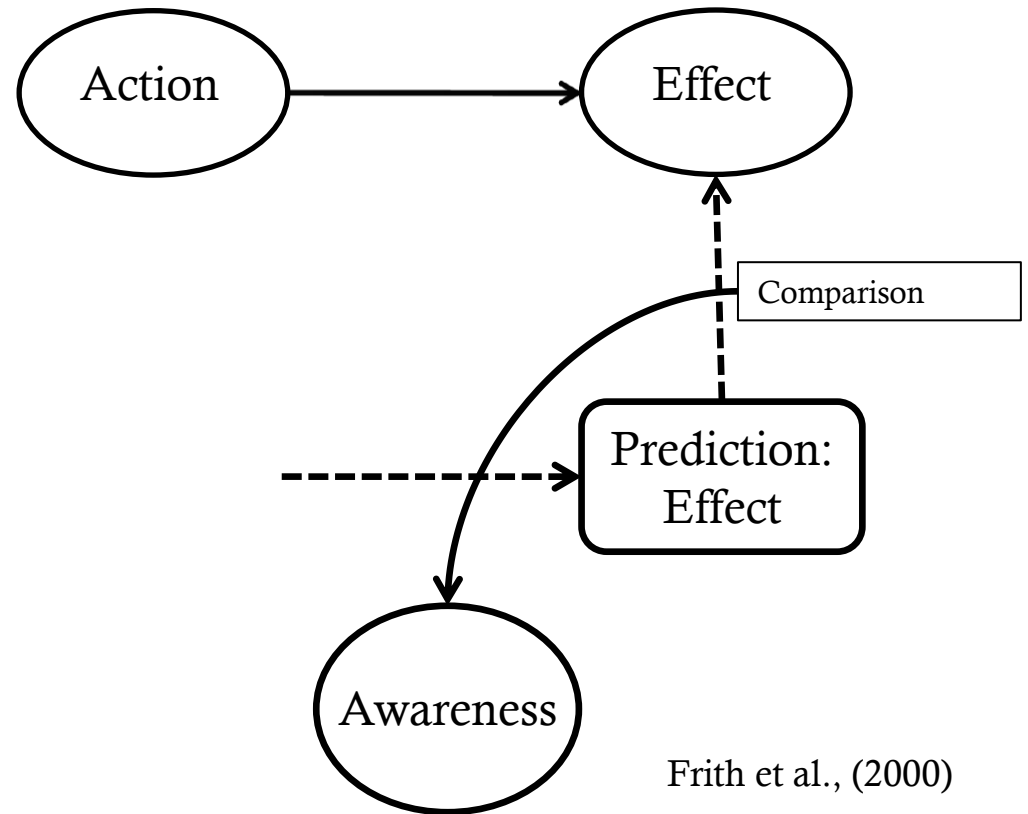 Action
Effect
Comparison
Prediction:
Effect
Awareness
Frith et al., (2000)